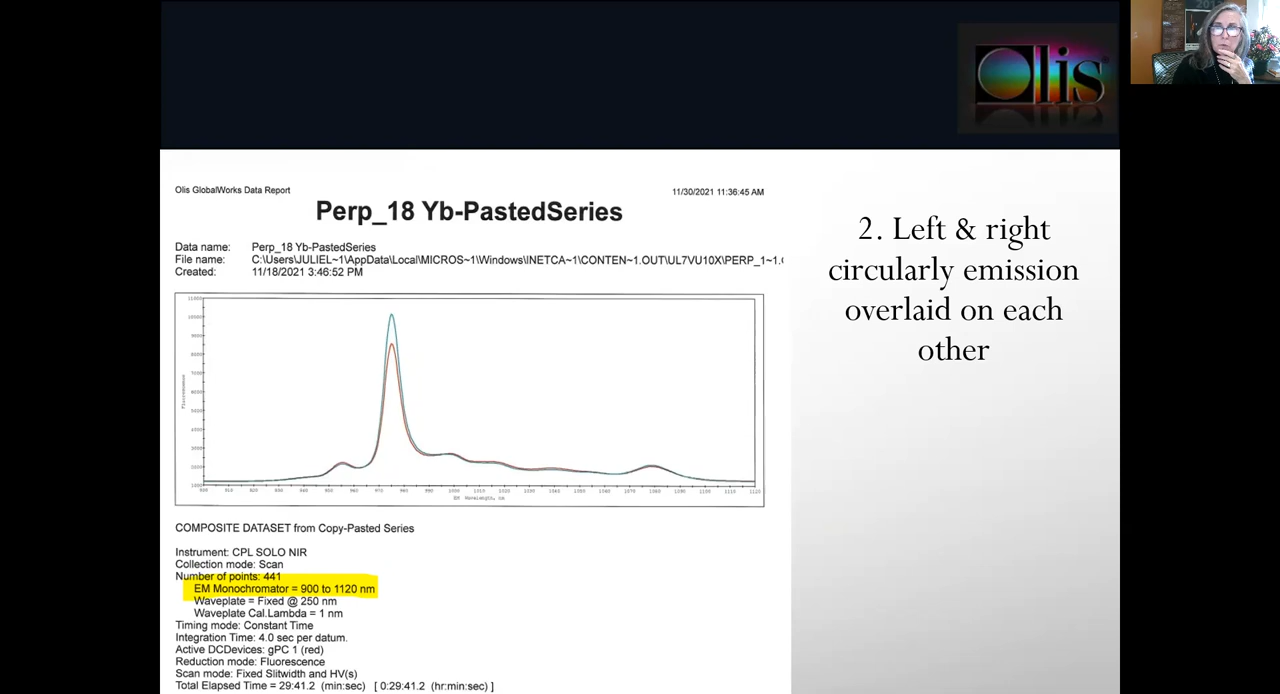 Olis
Olis GlobalWorks Data Report
11/30/2021 11:36:45 AM
Perp_18 Yb-PastedSeries
Data name: Perp_18 Yb-PastedSeries
File name: C:\Users\JULIEL~1\AppData\Local\MICROS~1\Windows\INETCA~1\CONTEN~1.OUT\UL7VU10X\PERP_1~1.
Created: 11/18/2021 3:46:52 PM
Fluorescence
EM Wavelength, nm
COMPOSITE DATASET from Copy-Pasted Series
Instrument: CPL SOLO NIR
Collection mode: Scan
Number of points: 441
EM Monochromator = 900 to 1120 nm
Waveplate = Fixed @ 250 nm
Waveplate Cal.Lambda = 1 nm
Timing mode: Constant Time
Integration Time: 4.0 sec per datum.
Active DCDevices: gPC 1 (red)
Reduction mode: Fluorescence
Scan mode: Fixed Slitwidth and HV(s)
Total Elapsed Time = 29:41.2 (min:sec) [ 0:29:41.2 (hr:min:sec) ]
2. Left & right
circularly emission
overlaid on each
other